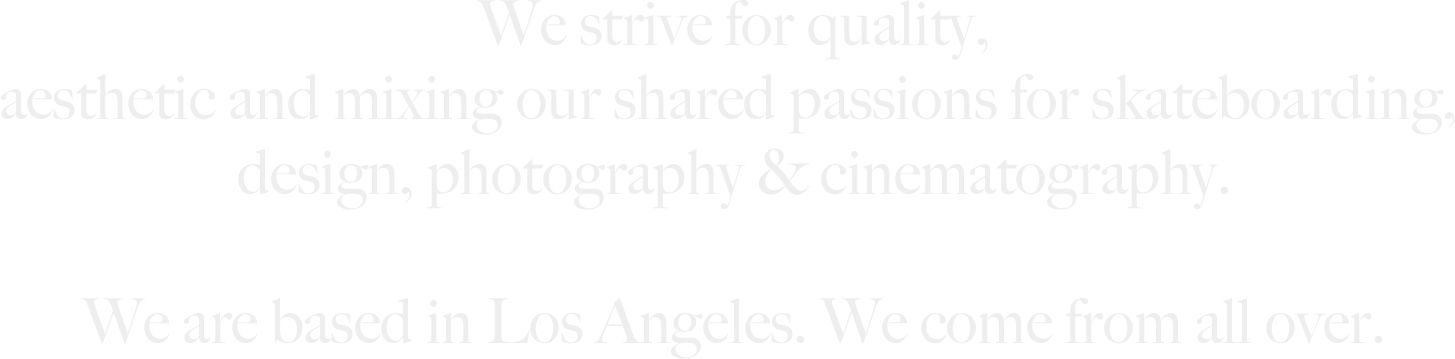 We strive for quality,
aesthetic and mixing our shared passions for skateboarding,
design, photography & cinematography.
We are based in Los Angeles. We come from all over.